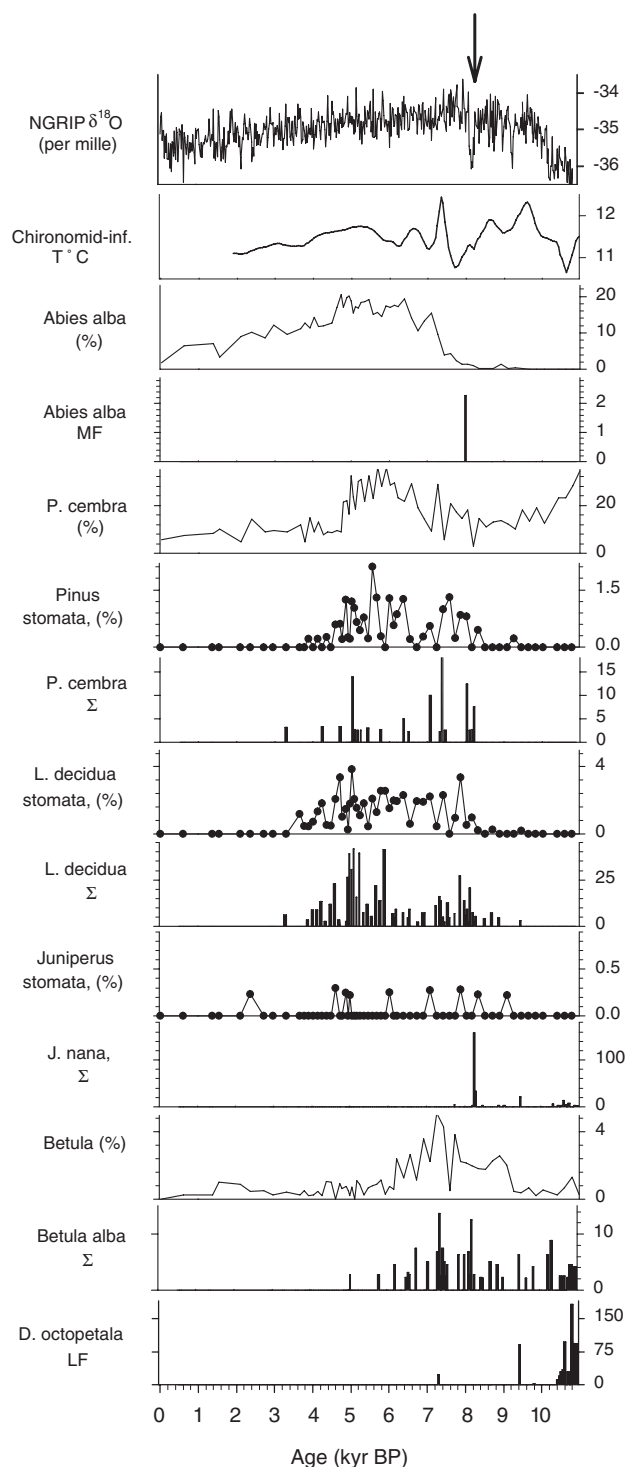 NGRIP δ18O
(per mille)
-34
-35
-36
Chironomid-inf.
T˚C
12
11
Abies alba
(%)
20
10
0
Abies alba
MF
2
1
0
P. cembra
(%)
20
0
Pinus
stomata, (%)
1.5
0.0
P. cembra
Σ
15
10
5
0
L. decidua
stomata, (%)
4
0
L. decidua
Σ
25
0
Juniperus
stomata, (%)
0.5
0.0
J. nana,
Σ
100
0
Betula (%)
4
0
Betula alba
Σ
10
0
D. octopetala
LF
150
75
0
0 1 2 3 4 5 6 7 8 9 10
Age (kyr BP)